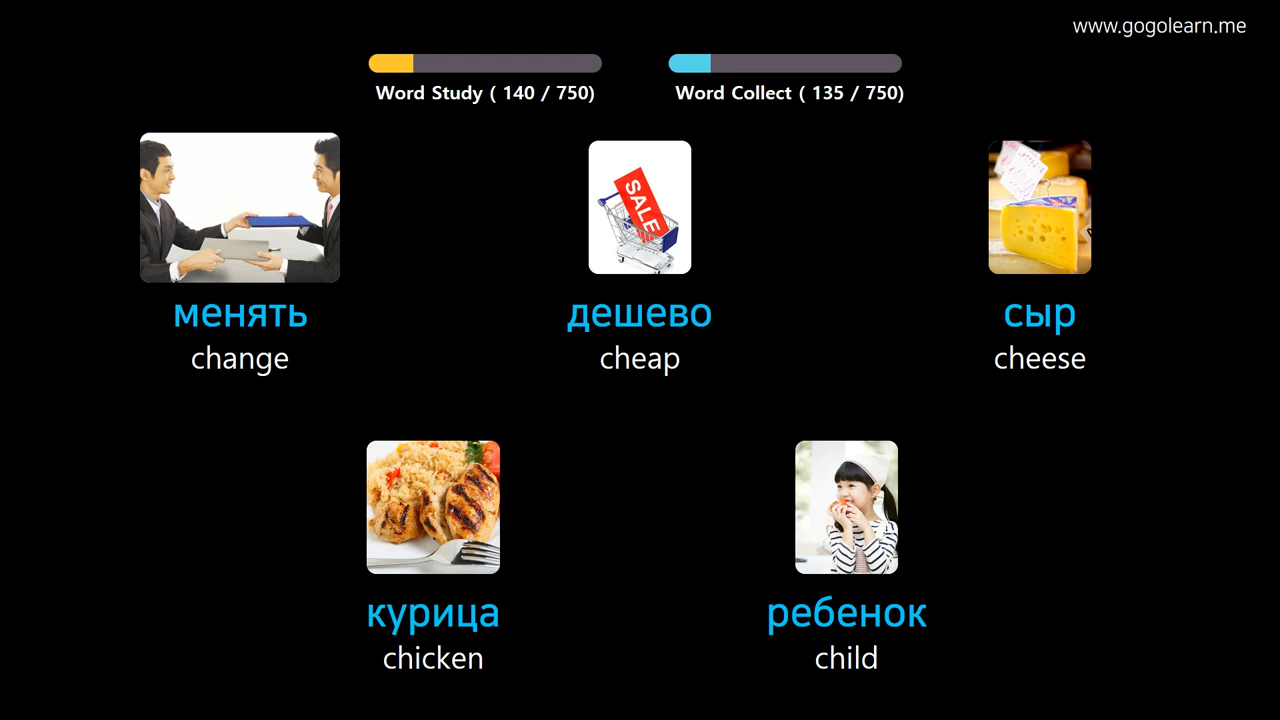 www.gogolearn.me
Word Study ( 140 / 750)
Word Collect ( 135 / 750)
SALE
менять
change
дешево
cheap
сыр
cheese
курица
chicken
ребенок
child